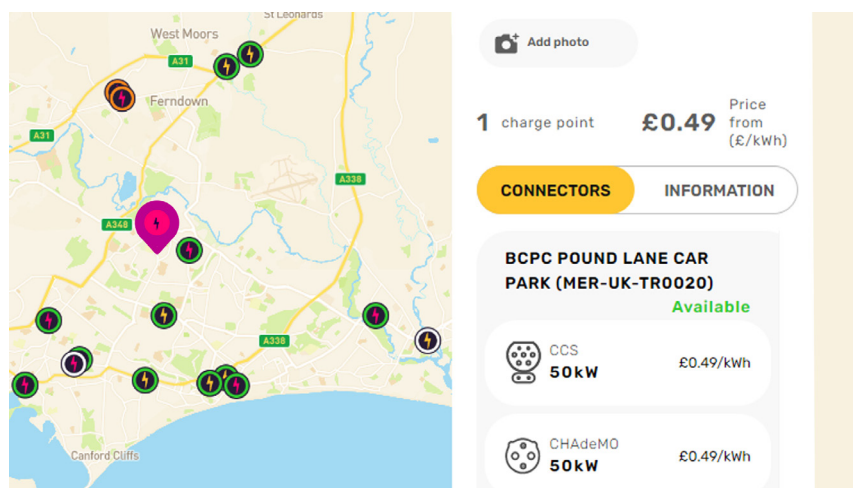 St Leonards
West Moors
A31
Ferndown
A31
A338
A348
A338
Canford Cliffs
Add photo
1 charge point
£0.49
Price
from
(£/kWh)
CONNECTORS
INFORMATION
BCPC POUND LANE CAR
PARK (MER-UK-TR0020)
Available
CCS
50kW
£0.49/kWh
CHAdeMO
50kW
£0.49/kWh